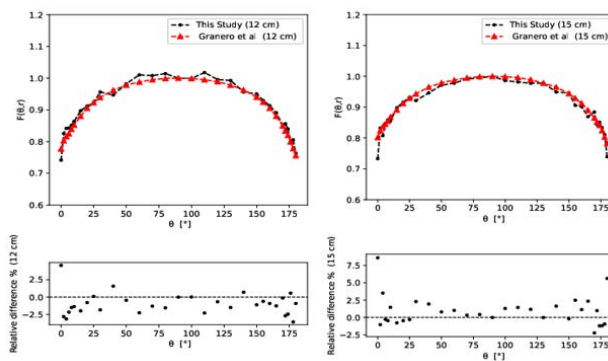 This Study (12 cm)
Granero et al (12 cm)
1.2
1.1
1.0
0.9
0.8
0.7
0.6
F(θ,r)
0 25 50 75 100 125 150 175
θ [°]
This Study (15 cm)
Granero et al (15 cm)
1.2
1.1
1.0
0.9
0.8
0.7
0.6
F(θ,r)
0 25 50 75 100 125 150 175
θ [°]
Relative difference % (12 cm)
2.5
0.0
−2.5
0 25 50 75 100 125 150 175
θ [°]
Relative difference % (15 cm)
7.5
5.0
2.5
0.0
−2.5
0 25 50 75 100 125 150 175
θ [°]